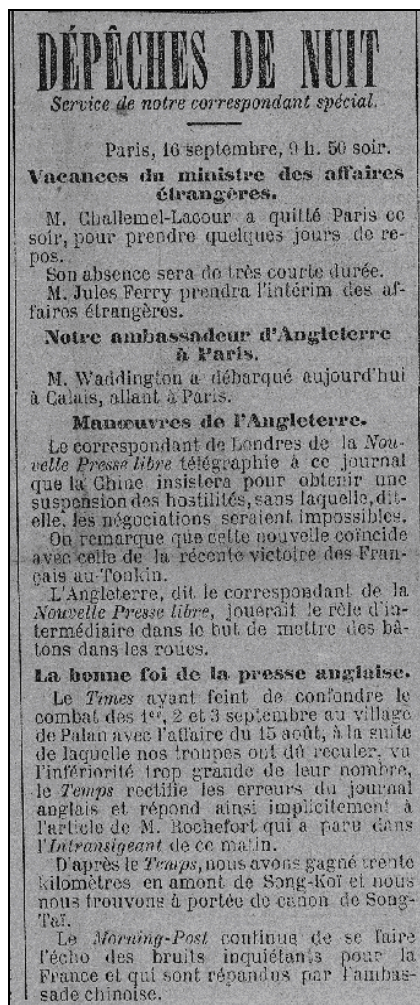 DÉPÊCHES DE NUIT
Service de notre correspondant spécial.
Paris, 16 septembre, 9 h. 50 soir.
Vacances du ministre des affaires
étrangères.
M. Challemel-Lacour a quitté Paris ce
soir, pour prendre quelques jours de re-
pos.
Son absence sera de très courte durée.
M. Jules Ferry prendra l'intérim des af-
faires étrangères.
Notre ambassadeur d'Angleterre
à Paris.
M. Waddington a débarqué aujourd'hui
à Calais, allant à Paris.
Manœuvres de l'Angleterre.
Le correspondant de Londres de la Nou-
velle Presse libre télégraphie à ce journal
que la Chine insistera pour obtenir une
suspension des hostilités, sans laquelle, dit-
elle, les négociations seraient impossibles.
On remarque que cette nouvelle coïncide
avec celle de la récente victoire des Fran-
çais au Tonkin.
L'Angleterre, dit le correspondant de la
Nouvelle Presse libre, jouerait le rôle d'in-
termédiaire dans le but de mettre des bâ-
tons dans les roues.
La bonne foi de la presse anglaise.
Le Times ayant feint de confondre le
combat des 1er, 2 et 3 septembre au village
de Palan avec l'affaire du 15 août, à la suite
de laquelle nos troupes ont dû reculer, vu
l'infériorité trop grande de leur nombre,
le Temps rectifie les erreurs du journal
anglais et répond ainsi implicitement à
l'article de M. Rochefort qui a paru dans
l'Intransigeant de ce matin.
D'après le Temps, nous avons gagné trente
kilomètres en amont de Song-Koï et nous
nous trouvons à portée de canon de Song-
Taï.
Le Morning-Post continue de se faire
l'écho des bruits inquiétants pour la
France et qui sont répandus par l'ambas-
sade chinoise.